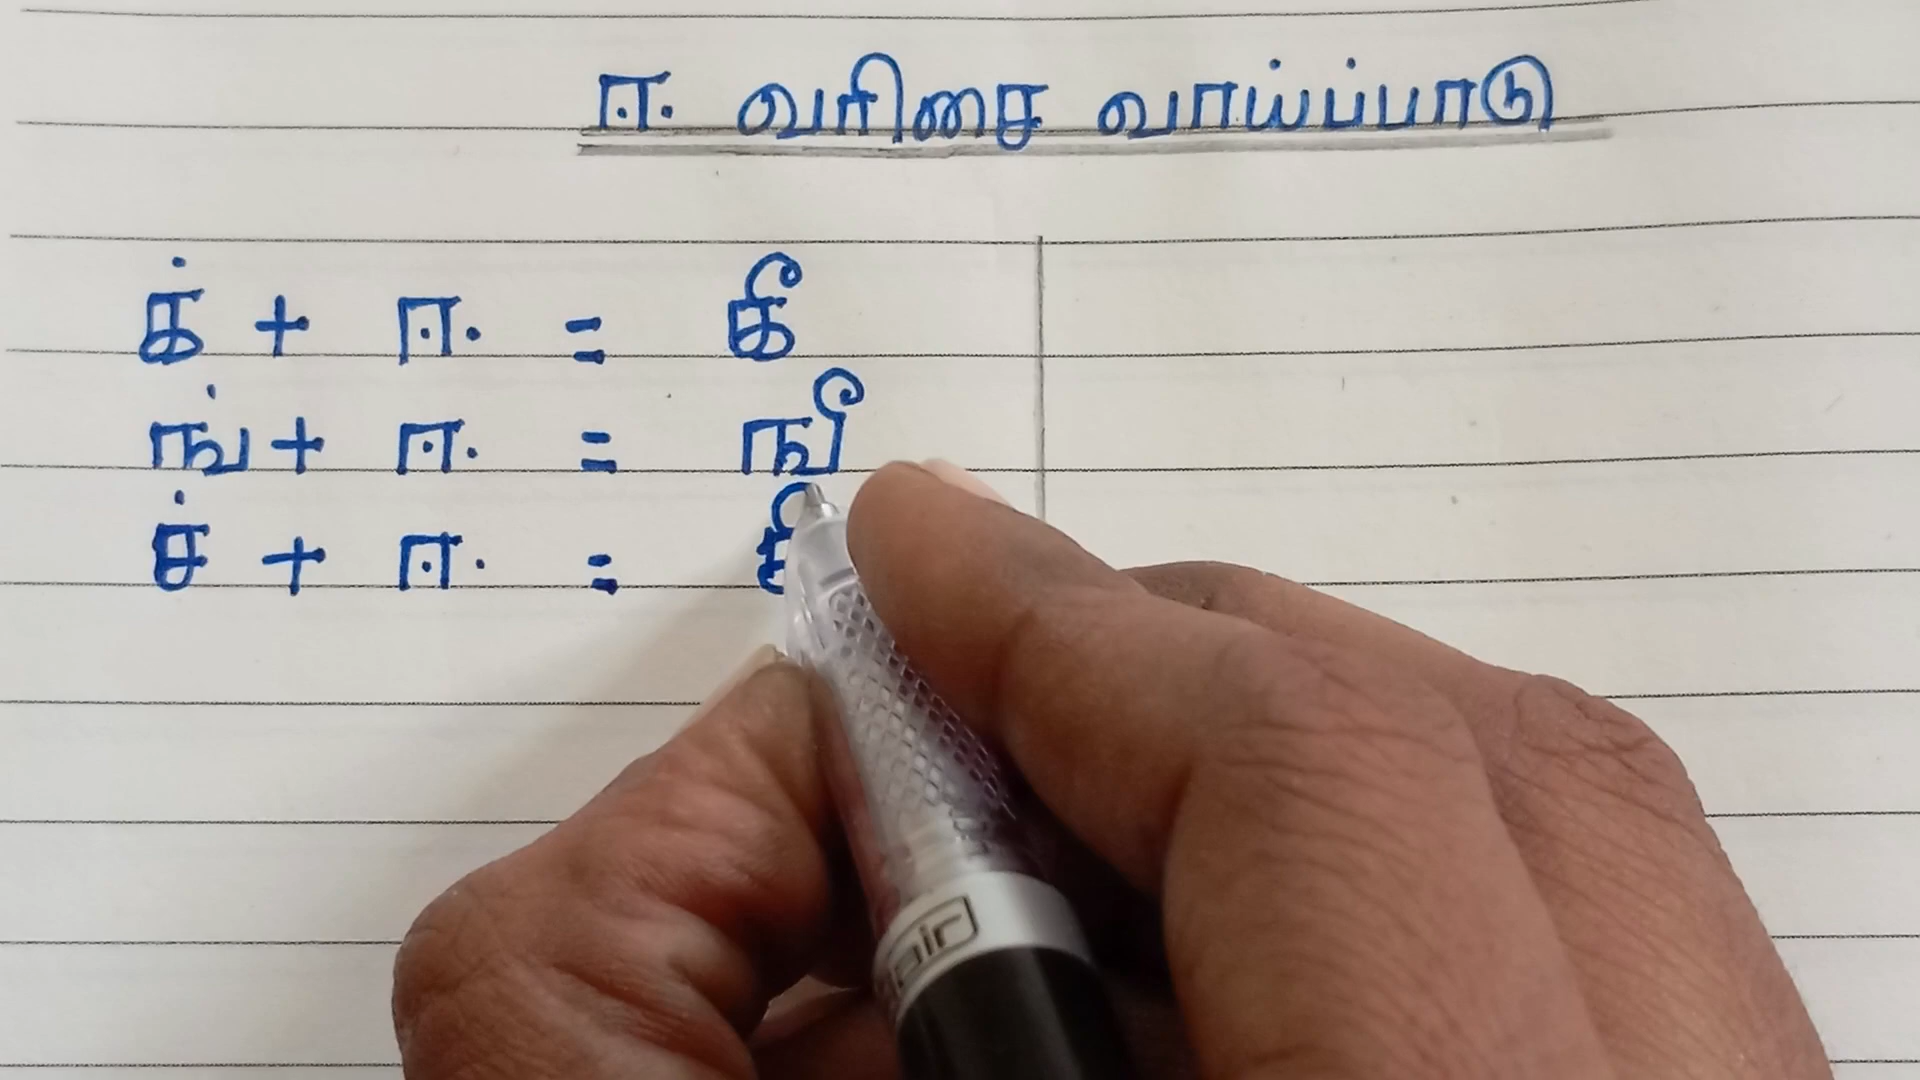 ஈ வரிசை வாய்ப்பாடு
க் + ஈ = கீ
ங் + ஈ = ஙீ
ச் + ஈ =